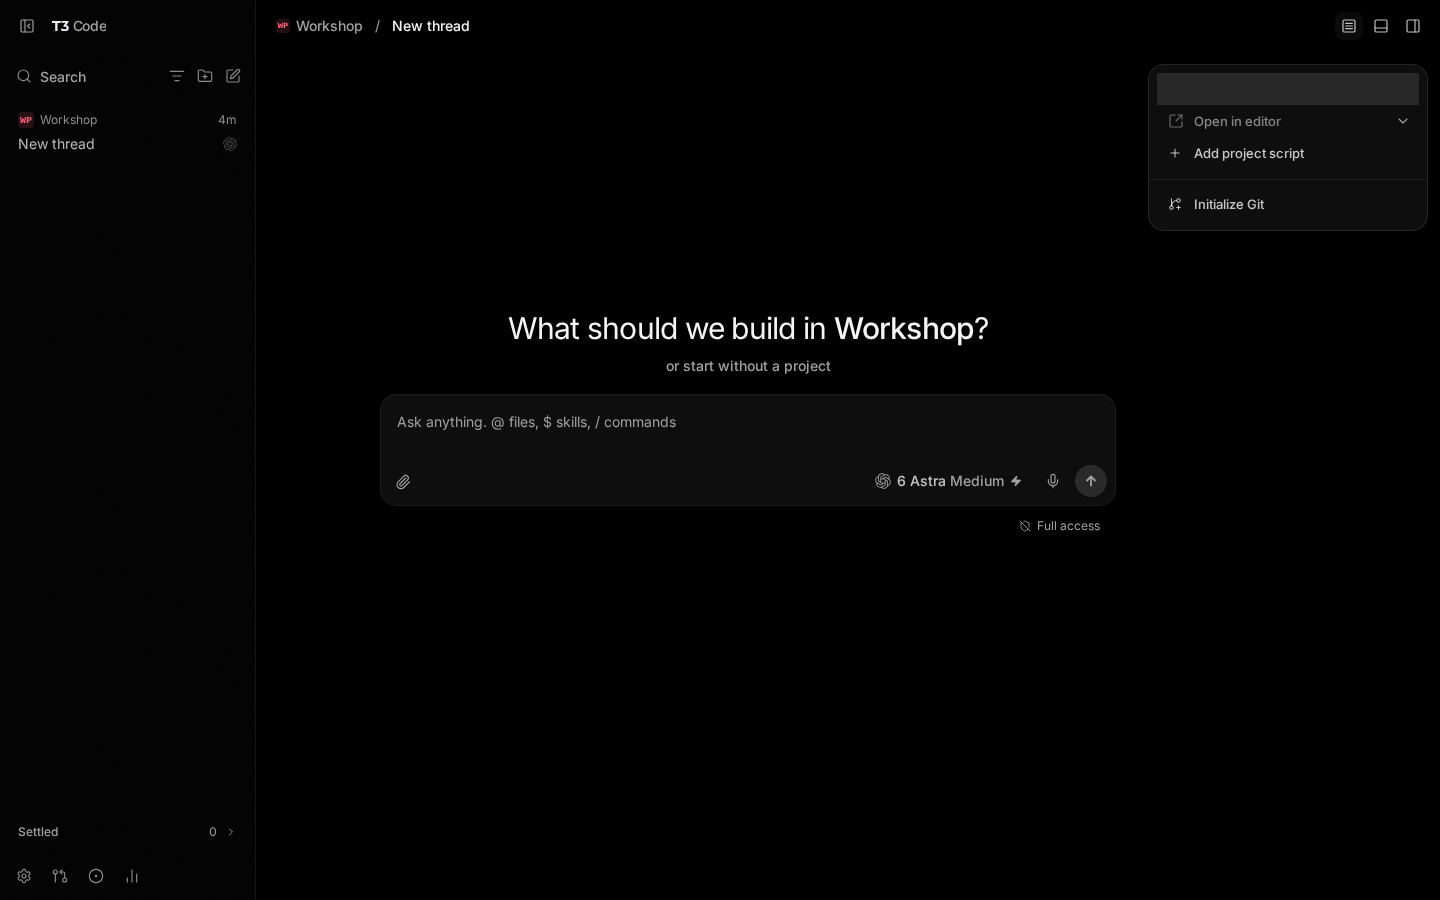 T3 Code
WP Workshop / New thread
Search
WP Workshop 4m
New thread
Open in editor
Add project script
Initialize Git
What should we build in Workshop?
or start without a project
Ask anything. @ files, $ skills, / commands
6 Astra Medium
Full access
Settled 0